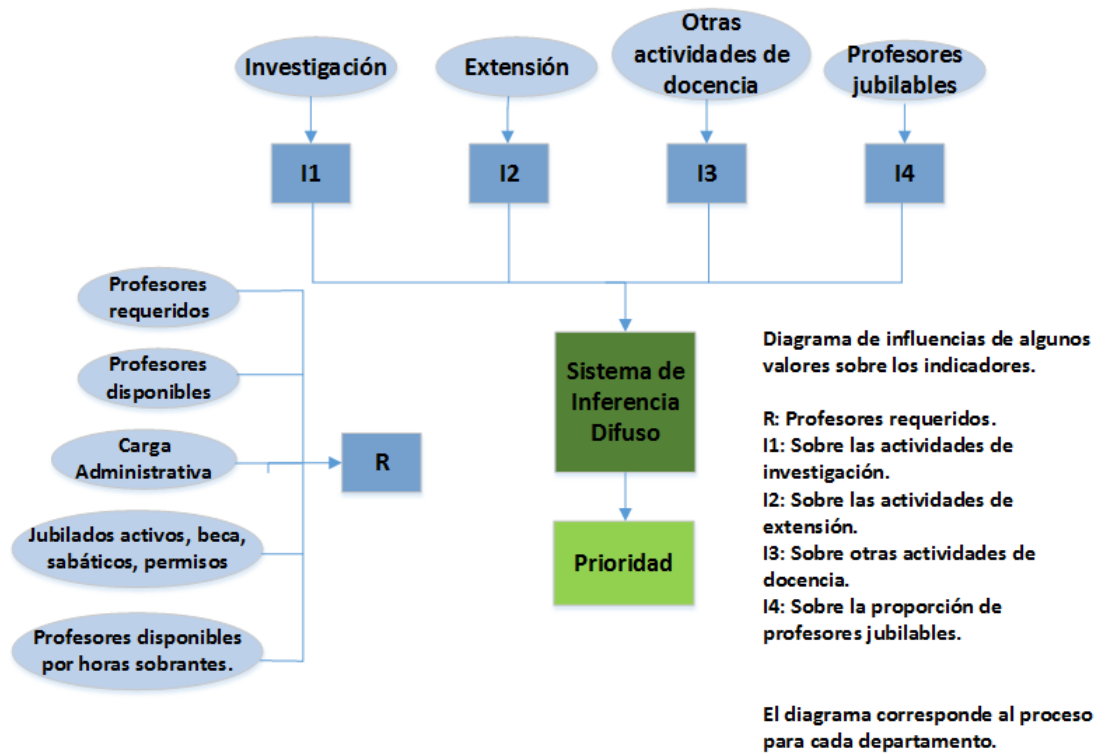 Investigación
Extensión
Otras
actividades de
docencia
Profesores
jubilables
I1
I2
I3
I4
Profesores
requeridos
Profesores
disponibles
Carga
Administrativa
R
Jubilados activos, beca,
sabáticos, permisos
Profesores disponibles
por horas sobrantes.
Sistema de
Inferencia
Difuso
Prioridad
Diagrama de influencias de algunos
valores sobre los indicadores.
R: Profesores requeridos.
I1: Sobre las actividades de
investigación.
I2: Sobre las actividades de
extensión.
I3: Sobre otras actividades de
docencia.
I4: Sobre la proporción de
profesores jubilables.
El diagrama corresponde al proceso
para cada departamento.